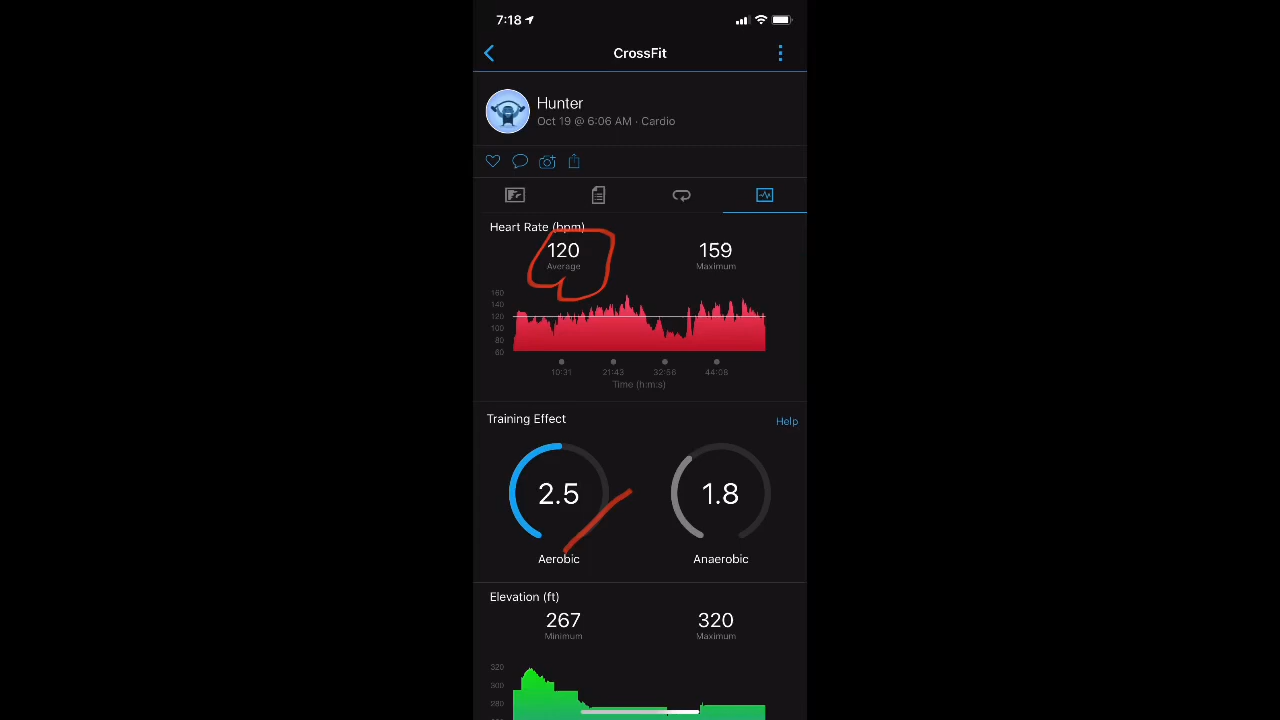 7:18
CrossFit
Hunter
Oct 19 @ 6:06 AM · Cardio
Heart Rate (bpm)
120 159
Average Maximum
160
140
120
100
80
60
10:31 21:43 32:56 44:08
Time (h:m:s)
Training Effect Help
2.5 1.8
Aerobic Anaerobic
Elevation (ft)
267 320
Minimum Maximum
320
300
280